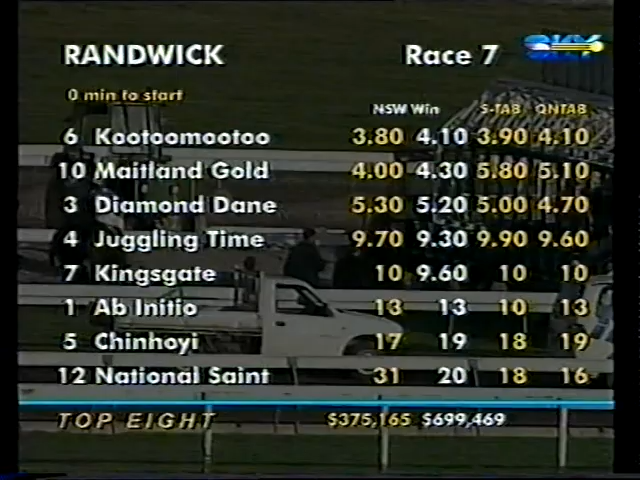 RANDWICK Race 7 SKY
0 min to start
NSW Win S-TAB QNTAB
6 Kootoomootoo 3.80 4.10 3.90 4.10
10 Maitland Gold 4.00 4.30 5.80 5.10
3 Diamond Dane 5.30 5.20 5.00 4.70
4 Juggling Time 9.70 9.30 9.90 9.60
7 Kingsgate 10 9.60 10 10
1 Ab Initio 13 13 10 13
5 Chinhoyi 17 19 18 19
12 National Saint 31 20 18 16
TOP EIGHT $375,165 $699,469